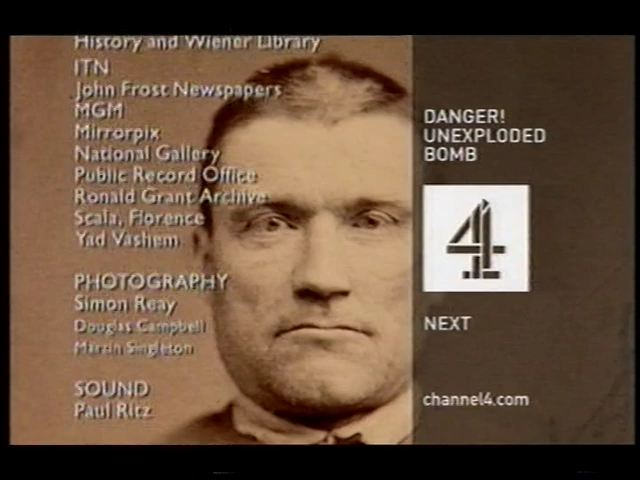 History and Wiener Library
ITN
John Frost Newspapers
MGM
Mirrorpix
National Gallery
Public Record Office
Ronald Grant Archive
Scala, Florence
Yad Vashem
PHOTOGRAPHY
Simon Reay
Douglas Campbell
Martin Singleton
SOUND
Paul Ritz
DANGER!
UNEXPLODED
BOMB
4
NEXT
channel4.com